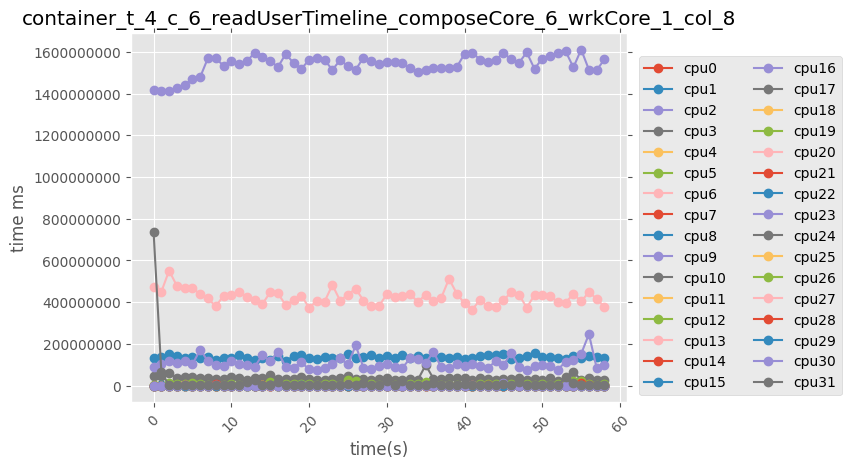 container_t_4_c_6_readUserTimeline_composeCore_6_wrkCore_1_col_8
time ms
1600000000
1400000000
1200000000
1000000000
800000000
600000000
400000000
200000000
0
0
10
20
30
40
50
60
time(s)
cpu0
cpu1
cpu2
cpu3
cpu4
cpu5
cpu6
cpu7
cpu8
cpu9
cpu10
cpu11
cpu12
cpu13
cpu14
cpu15
cpu16
cpu17
cpu18
cpu19
cpu20
cpu21
cpu22
cpu23
cpu24
cpu25
cpu26
cpu27
cpu28
cpu29
cpu30
cpu31